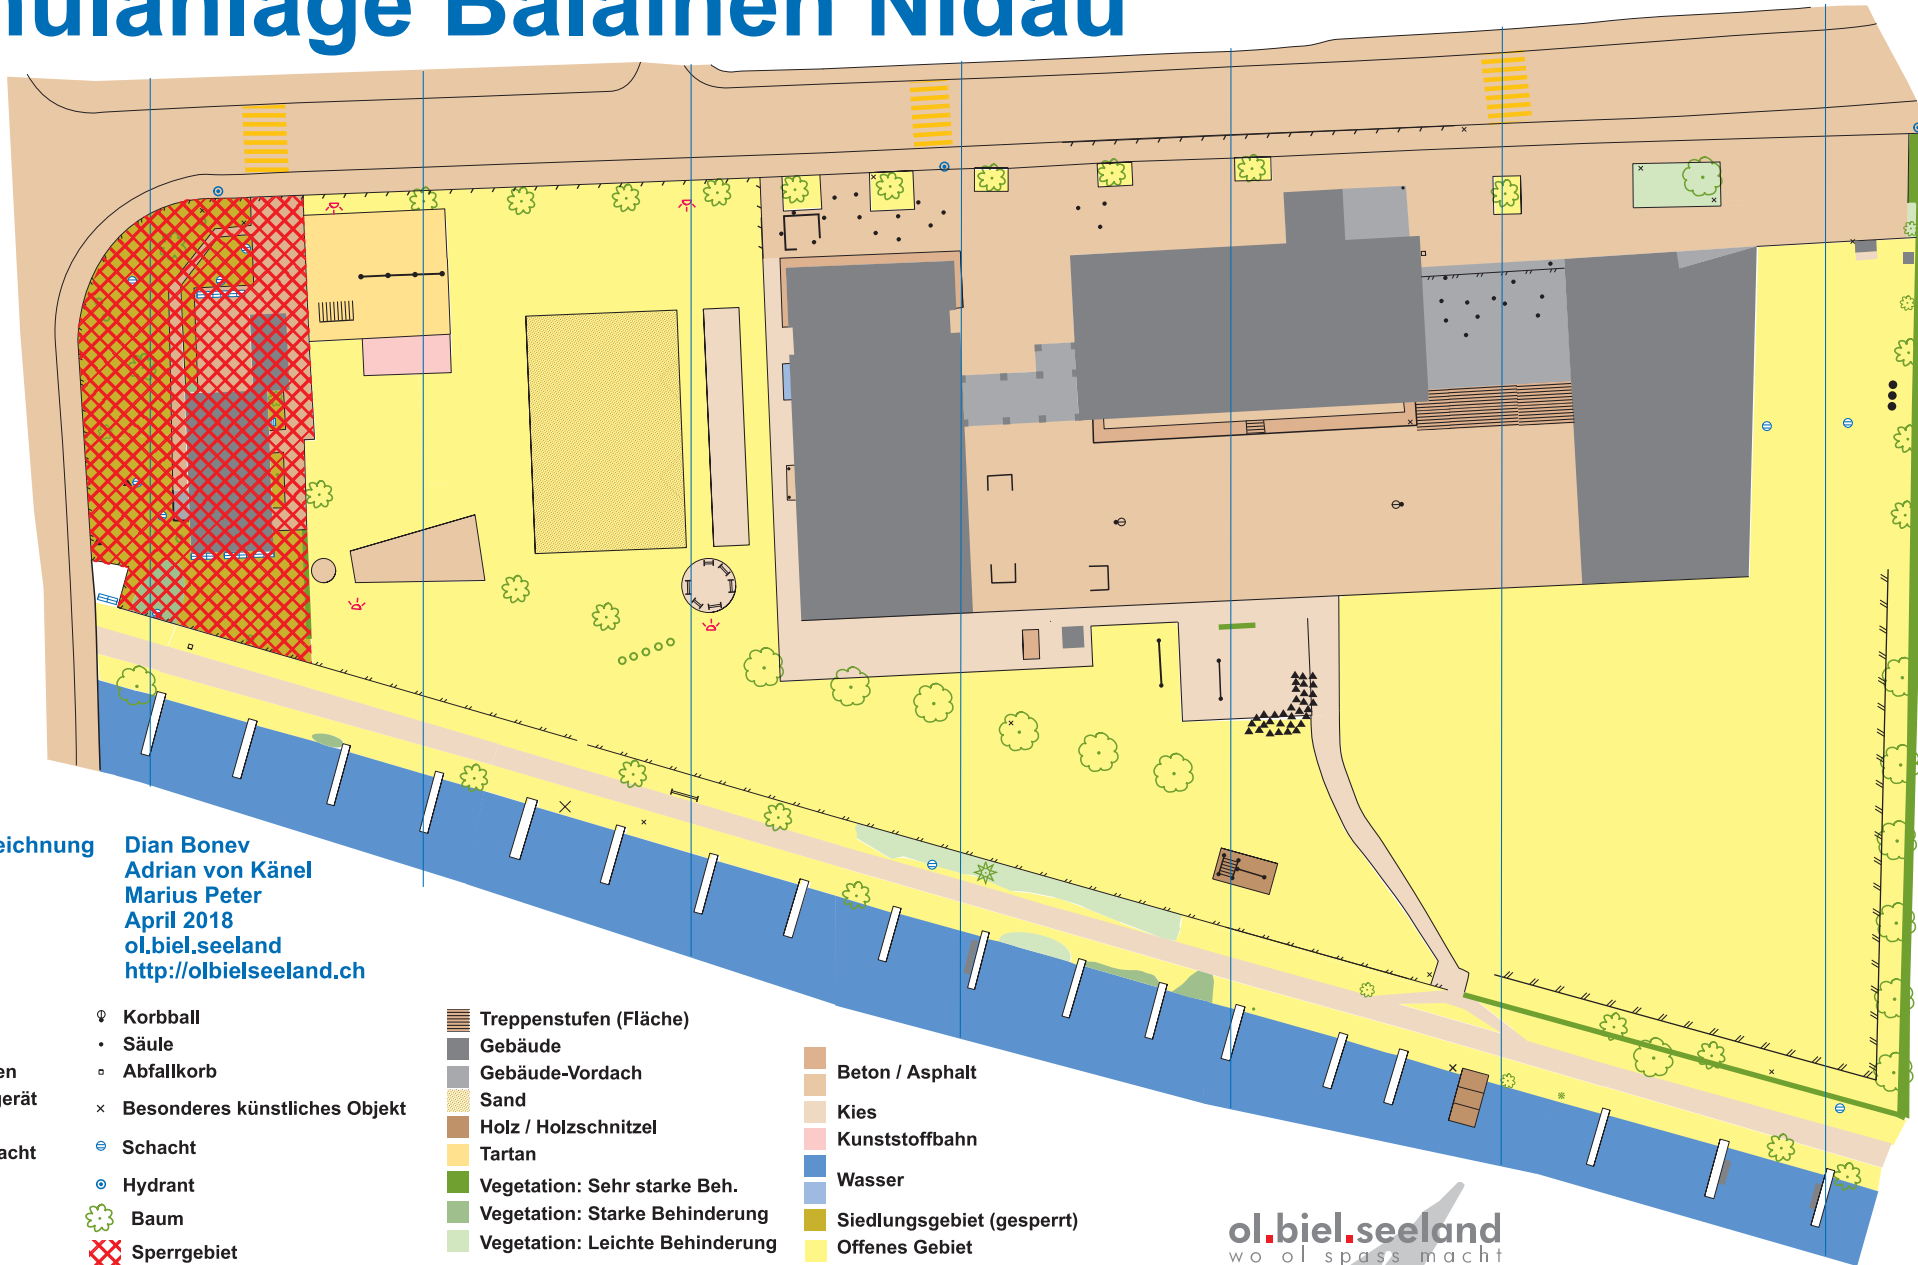 Balainen Nidau
Dian Bonev
Adrian von Känel
Marius Peter
April 2018
ol.biel.seeland
http://olbielseeland.ch
Korbball
Säule
Abfallkorb
Besonderes künstliches Objekt
Schacht
Hydrant
Baum
Sperrgebiet
Treppenstufen (Fläche)
Gebäude
Gebäude-Vordach
Sand
Holz / Holzschnitzel
Tartan
Vegetation: Sehr starke Beh.
Vegetation: Starke Behinderung
Vegetation: Leichte Behinderung
Beton / Asphalt
Kies
Kunststoffbahn
Wasser
Siedlungsgebiet (gesperrt)
Offenes Gebiet
ol.biel.seeland
wo ol spass macht